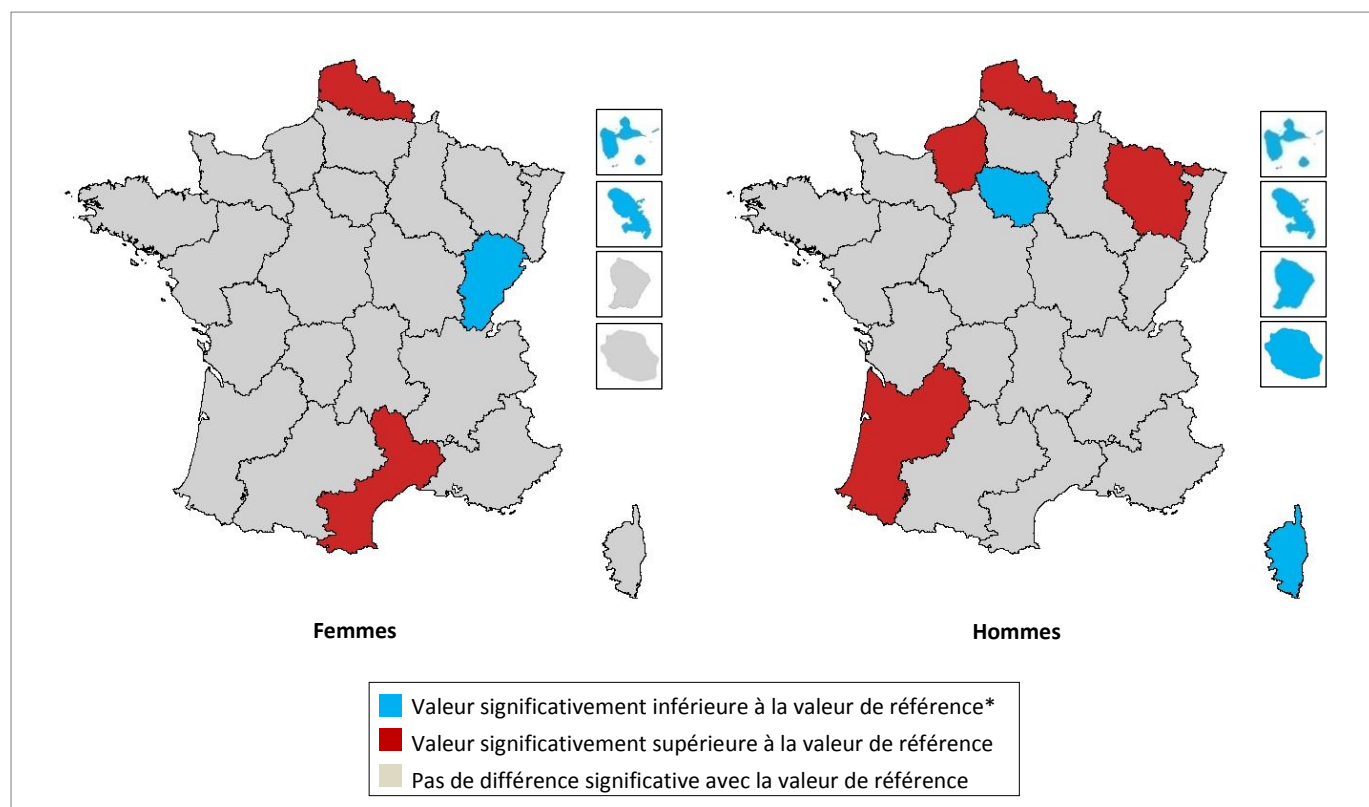 Femmes
Hommes
Valeur significativement inférieure à la valeur de référence*
Valeur significativement supérieure à la valeur de référence
Pas de différence significative avec la valeur de référence